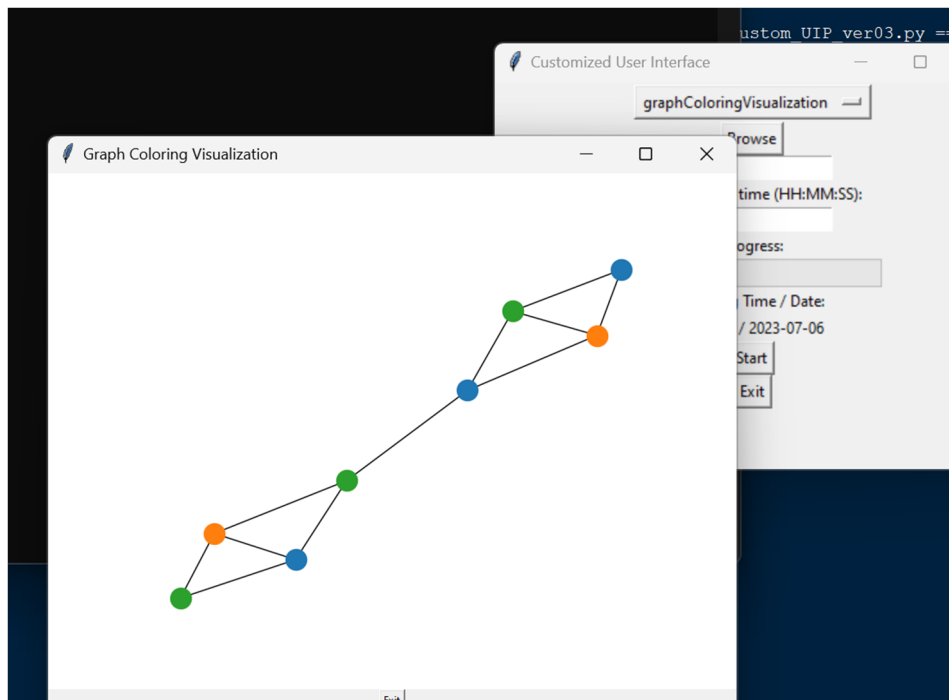 ustom_UIP_ver03.py ==
Customized User Interface
graphColoringVisualization
Browse
Graph Coloring Visualization
time (HH:MM:SS):
ogress:
g Time / Date:
/ 2023-07-06
Start
Exit
Exit